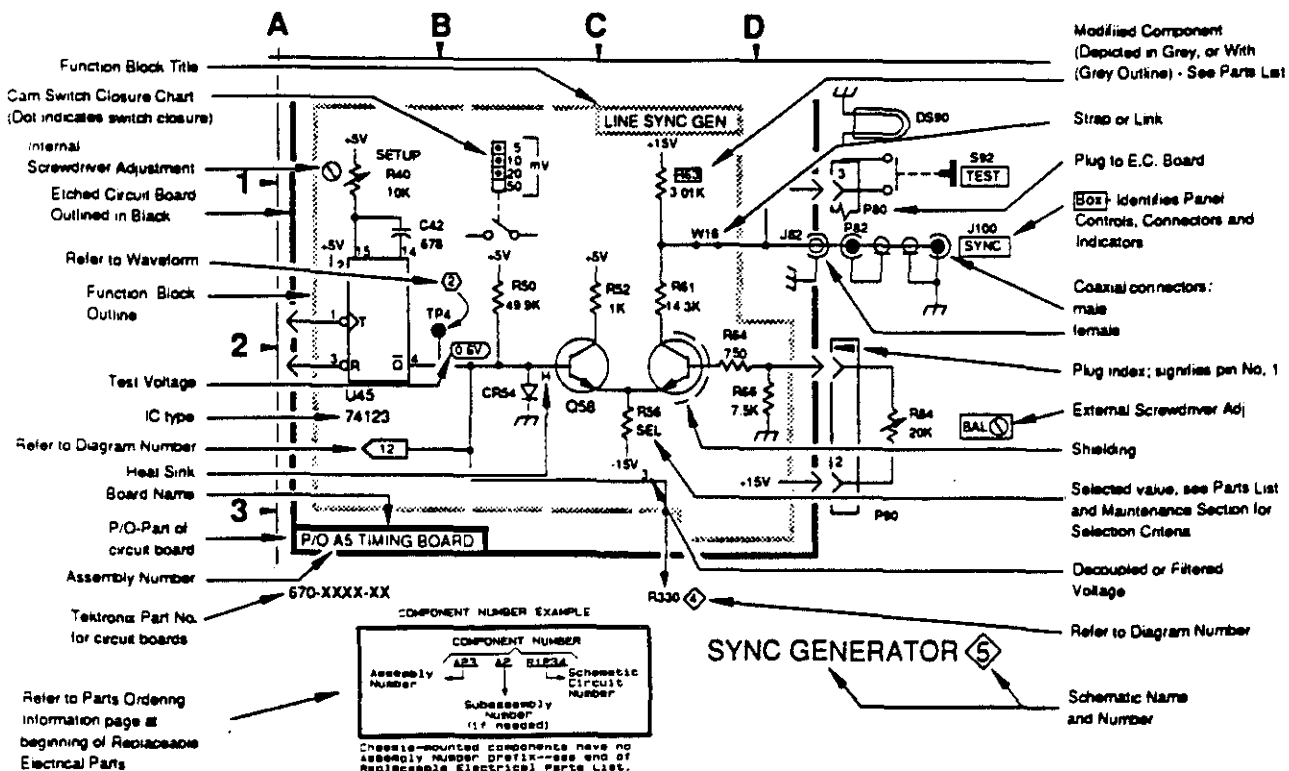 A
B
C
D
Function Block Title
Cam Switch Closure Chart
(Dot indicates switch closure)
Internal
Screwdriver Adjustment
1
Etched Circuit Board
Outlined in Black
Refer to Waveform
Function Block
Outline
2
Test Voltage
IC type
Refer to Diagram Number
Heat Sink
Board Name
3
P/O-Part of
circuit board
Assembly Number
Tektronix Part No.
for circuit boards
Refer to Parts Ordering
Information page at
beginning of Replaceable
Electrical Parts
LINE SYNC GEN
+5V
SETUP
R40
10K
5
10
20
50
mV
+15V
R63
3.01K
C42
.678
+5V
2
15
14
2
TP4
1
T
3
R
Q
4
U45
74123
0.6V
+5V
R50
49.9K
+5V
R52
1K
R61
14.3K
W16
CR54
Q58
R56
SEL
-15V
R64
750
R66
7.5K
+15V
12
3
P/O A5 TIMING BOARD
670-XXXX-XX
R330
4
DS90
3
S92
TEST
P80
J82
P82
J100
SYNC
R84
20K
BAL
2
P90
Modifiied Component
(Depicted in Grey, or With
(Grey Outline) - See Parts List
Strap or Link
Plug to E.C. Board
Box - Identifies Panel
Controls, Connectors and
Indicators
Coaxial connectors:
male
female
Plug index; signifies pin No. 1
External Screwdriver Adj
Shielding
Selected value, see Parts List
and Maintenance Section for
Selection Criteria
Decoupled or Filtered
Voltage
Refer to Diagram Number
SYNC GENERATOR 5
Schematic Name
and Number
COMPONENT NUMBER EXAMPLE
COMPONENT NUMBER
A23 A2 R1234
Assembly
Number
Schematic
Circuit
Number
Subassembly
Number
(if needed)
Chassis-mounted components have no
Assembly Number prefix--see end of
Replaceable Electrical Parts List.